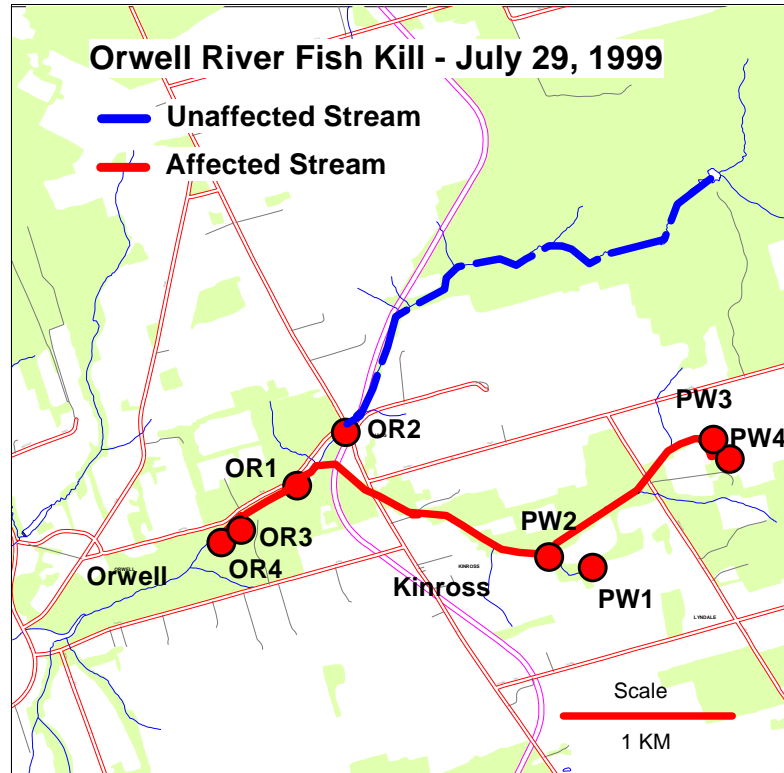 Orwell River Fish Kill - July 29, 1999
Unaffected Stream
Affected Stream
OR2
PW3
PW4
OR1
OR3
OR4
PW2
PW1
Orwell
ORWELL
Kinross
KINROSS
LYNDALE
Scale
1 KM